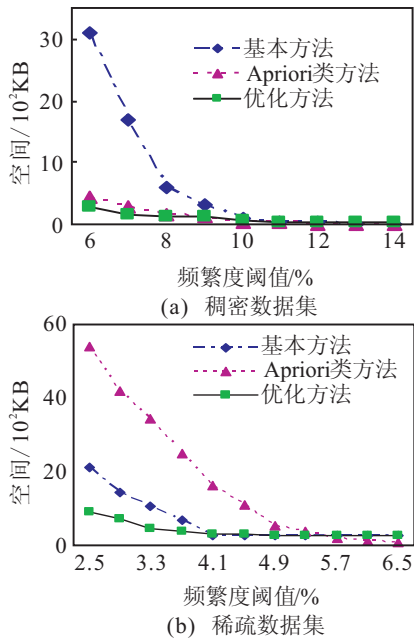 空间/10²KB
30
20
10
0
基本方法
Apriori类方法
优化方法
6 8 10 12 14
频繁度阈值/%
(a) 稠密数据集
空间/10²KB
60
40
20
0
基本方法
Apriori类方法
优化方法
2.5 3.3 4.1 4.9 5.7 6.5
频繁度阈值/%
(b) 稀疏数据集